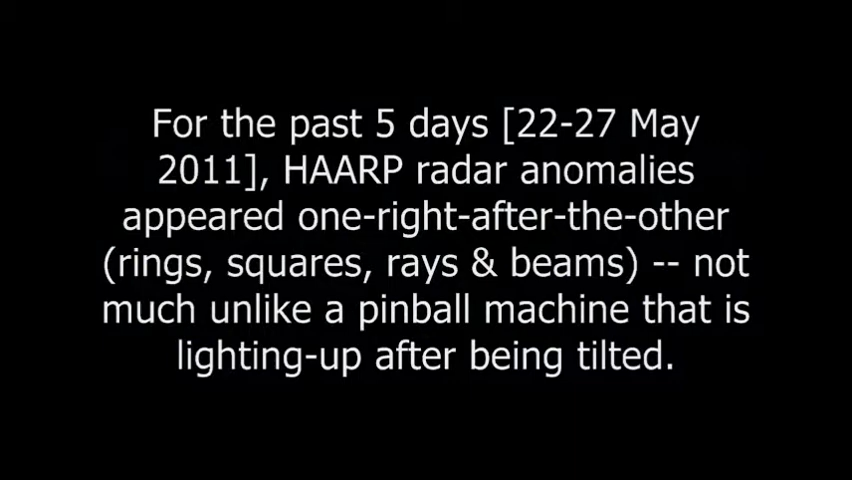 For the past 5 days [22-27 May
2011], HAARP radar anomalies
appeared one-right-after-the-other
(rings, squares, rays & beams) -- not
much unlike a pinball machine that is
lighting-up after being tilted.